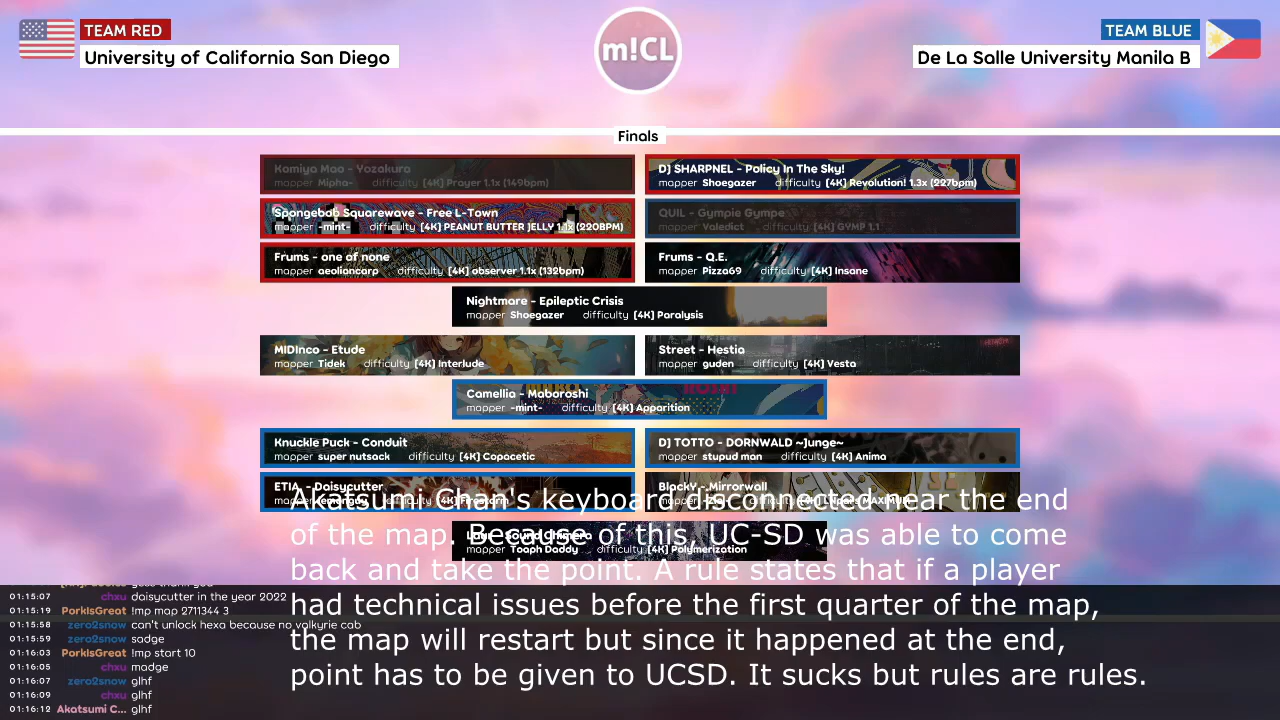 TEAM RED
University of California San Diego
m!CL
TEAM BLUE
De La Salle University Manila B
Finals
Komiya Mao - Yozakura
mapper Mipha- difficulty [4K] Prayer 1.1x (149bpm)
DJ SHARPNEL - Policy In The Sky!
mapper Shoegazer difficulty [4K] Revolution! 1.3x (227bpm)
Spongebob Squarewave - Free L-Town
mapper -mint- difficulty [4K] PEANUT BUTTER JELLY 1.1x (220BPM)
QUIL - Gympie Gympe
mapper Valedict difficulty [4K] GYMP 1.1
Frums - one of none
mapper aeoliancarp difficulty [4K] observer 1.1x (132bpm)
Frums - Q.E.
mapper Pizza69 difficulty [4K] Insane
Nightmare - Epileptic Crisis
mapper Shoegazer difficulty [4K] Paralysis
MIDInco - Etude
mapper Tidek difficulty [4K] Interlude
Street - Hestia
mapper guden difficulty [4K] Vesta
Camellia - Maboroshi
mapper -mint- difficulty [4K] Apparition
Knuckle Puck - Conduit
mapper super nutsack difficulty [4K] Copacetic
DJ TOTTO - DORNWALD ~Junge~
mapper stupud man difficulty [4K] Anima
ETIA - Daisycutter
mapper difficulty [4K] Firestorm
BlackY - Mirrorwall
mapper difficulty MAXIMUM
Sound Chimera
mapper Toaph Daddy difficulty [4K] Polymerization
Akatsumi Chan's keyboard disconnected near the end
of the map. Because of this, UC-SD was able to come
back and take the point. A rule states that if a player
had technical issues before the first quarter of the map,
the map will restart but since it happened at the end,
point has to be given to UCSD. It sucks but rules are rules.
01:15:07 chxu daisycutter in the year 2022
01:15:19 PorkIsGreat !mp map 2711344 3
01:15:58 zero2snow can't unlock hexa because no valkyrie cab
01:15:59 zero2snow sadge
01:16:03 PorkIsGreat !mp start 10
01:16:05 chxu madge
01:16:07 zero2snow glhf
01:16:09 chxu glhf
01:16:12 Akatsumi C... glhf